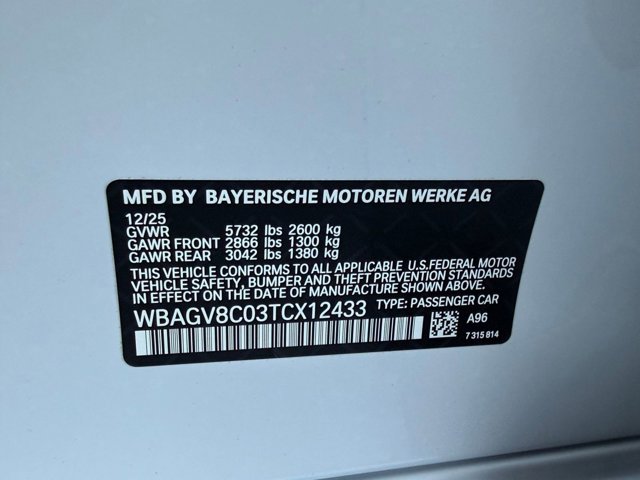 MFD BY BAYERISCHE MOTOREN WERKE AG
12/25
GVWR 5732 lbs 2600 kg
GAWR FRONT 2866 lbs 1300 kg
GAWR REAR 3042 lbs 1380 kg
THIS VEHICLE CONFORMS TO ALL APPLICABLE U.S.FEDERAL MOTOR
VEHICLE SAFETY, BUMPER, AND THEFT PREVENTION STANDARDS
IN EFFECT ON THE DATE OF MANUFACTURE SHOWN ABOVE.
WBAGV8C03TCX12433 TYPE: PASSENGER CAR
A96
7 315 814